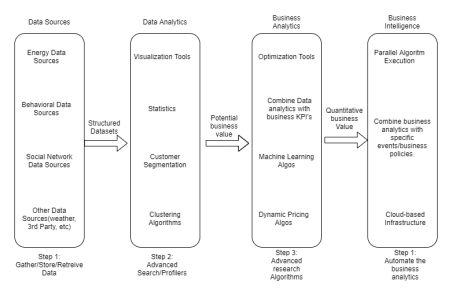 Data Sources
Energy Data
Sources
Behavioral Data
Sources
Social Network
Data Sources
Other Data
Sources(weather,
3rd Party, etc)
Step 1:
Gather/Store/Retreive
Data
Structured
Datasets
Data Analytics
Visualization Tools
Statistics
Customer
Segmentation
Clustering
Algorithms
Step 2:
Advanced
Search/Profilers
Potential
business
value
Business
Analytics
Optimization Tools
Combine Data
analytics with
business KPI's
Machine Learning
Algos
Dynamic Pricing
Algos
Step 3:
Advanced
research
Algorithms
Quantitative
business
Value
Business
Intelligence
Parallel Algoritm
Execution
Combine business
analytics with
specific
events/business
policies
Cloud-based
Infrastructure
Step 1:
Automate the
business
analytics